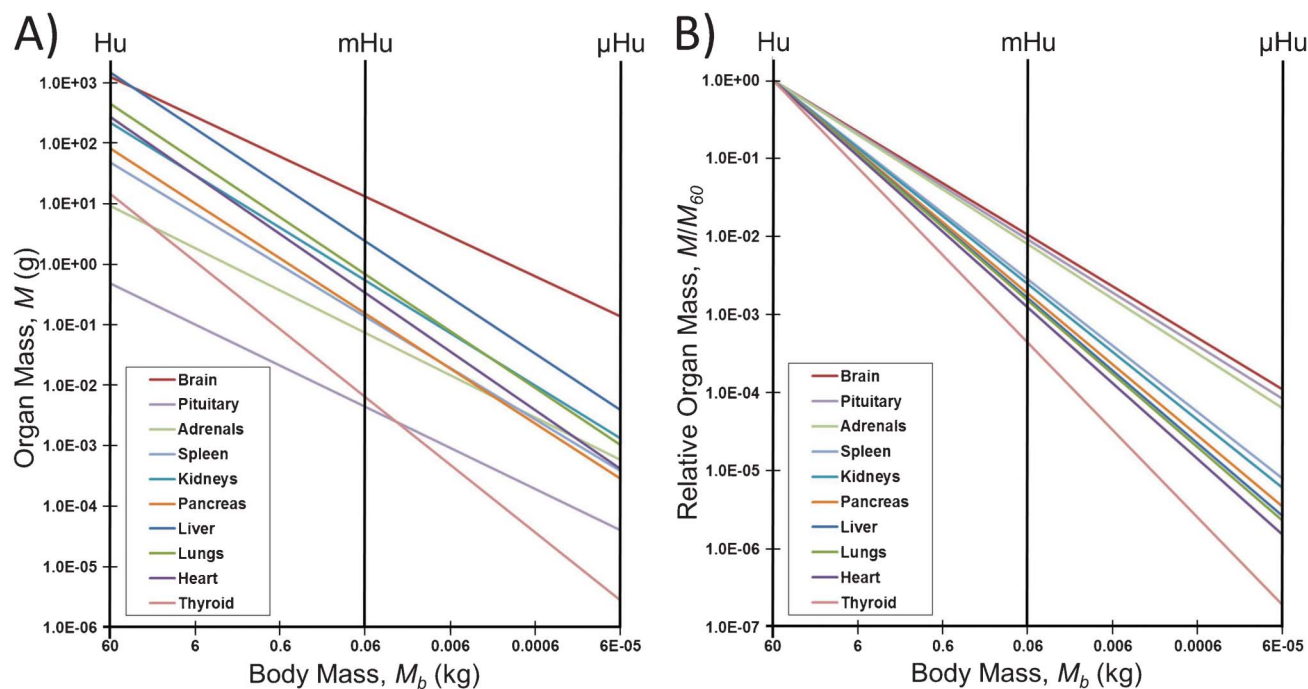 A)
Hu
mHu
μHu
1.0E+03
1.0E+02
1.0E+01
1.0E+00
1.0E-01
1.0E-02
1.0E-03
1.0E-04
1.0E-05
1.0E-06
Organ Mass, M (g)
Brain
Pituitary
Adrenals
Spleen
Kidneys
Pancreas
Liver
Lungs
Heart
Thyroid
60
6
0.6
0.06
0.006
0.0006
6E-05
Body Mass, Mb (kg)
B)
Hu
mHu
μHu
1.0E+00
1.0E-01
1.0E-02
1.0E-03
1.0E-04
1.0E-05
1.0E-06
1.0E-07
Relative Organ Mass, M/M60
Brain
Pituitary
Adrenals
Spleen
Kidneys
Pancreas
Liver
Lungs
Heart
Thyroid
60
6
0.6
0.06
0.006
0.0006
6E-05
Body Mass, Mb (kg)